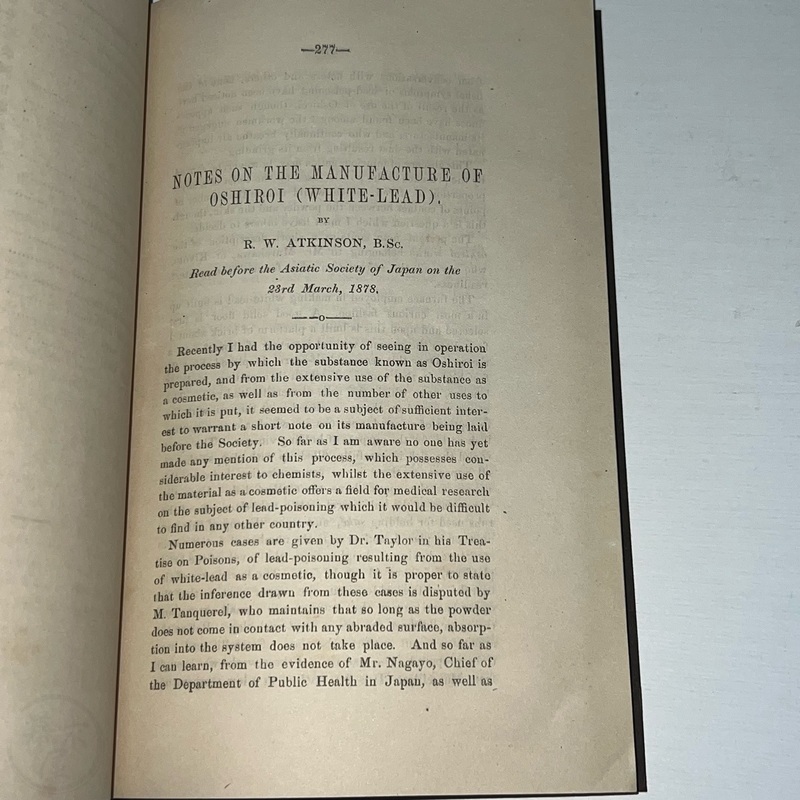 —277—
NOTES ON THE MANUFACTURE OF
OSHIROI (WHITE-LEAD).
BY
R. W. ATKINSON, B.Sc.
Read before the Asiatic Society of Japan on the
23rd March, 1878.
——o——
Recently I had the opportunity of seeing in operation
the process by which the substance known as Oshiroi is
prepared, and from the extensive use of the substance as
a cosmetic, as well as from the number of other uses to
which it is put, it seemed to be a subject of sufficient inter-
est to warrant a short note on its manufacture being laid
before the Society. So far as I am aware no one has yet
made any mention of this process, which possesses con-
siderable interest to chemists, whilst the extensive use of
the material as a cosmetic offers a field for medical research
on the subject of lead-poisoning which it would be difficult
to find in any other country.
Numerous cases are given by Dr. Taylor in his Trea-
tise on Poisons, of lead-poisoning resulting from the use
of white-lead as a cosmetic, though it is proper to state
that the inference drawn from these cases is disputed by
M. Tanquerel, who maintains that so long as the powder
does not come in contact with any abraded surface, absorp-
tion into the system does not take place. And so far as
I can learn, from the evidence of Mr. Nagayo, Chief of
the Department of Public Health in Japan, as well as